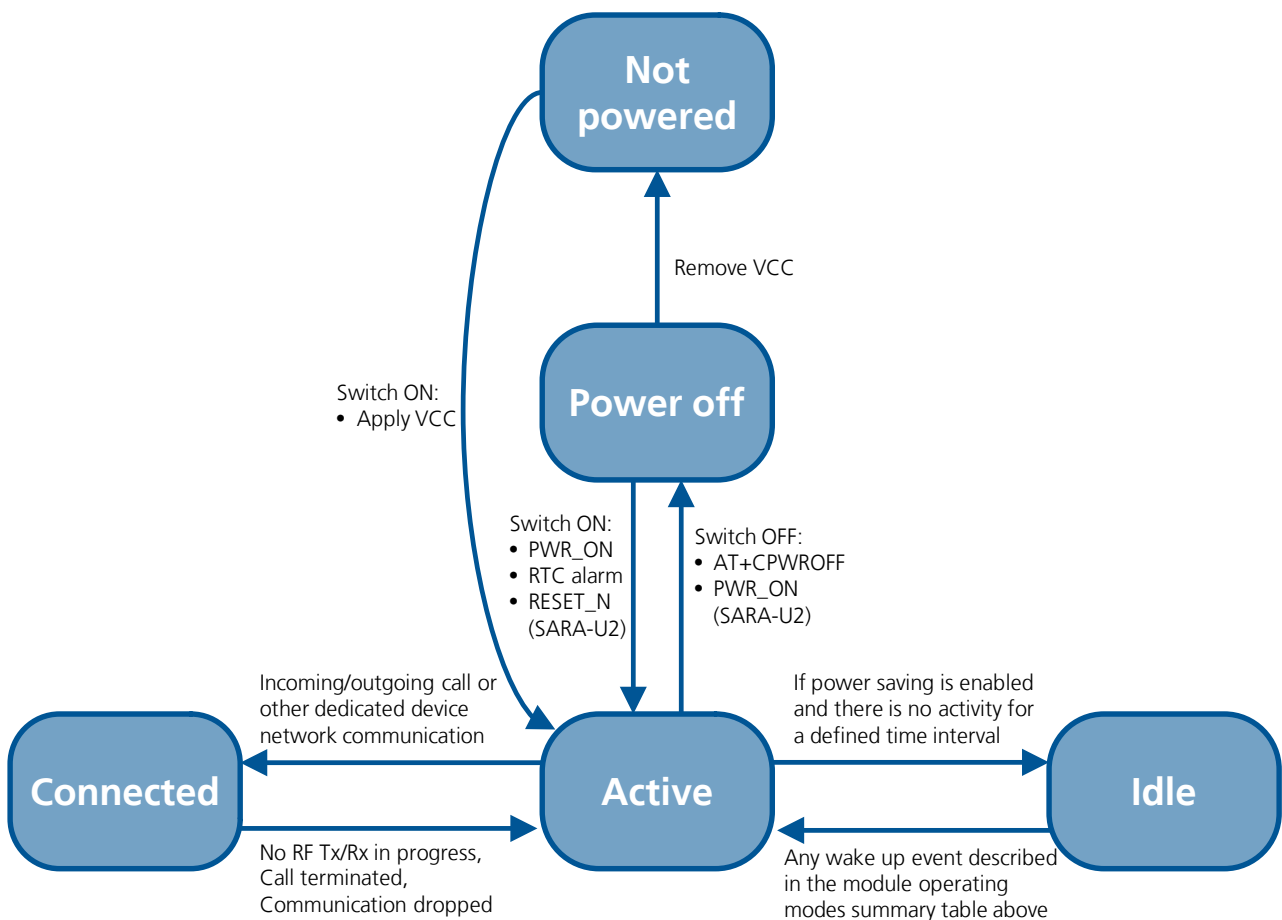 Not
powered
Remove VCC
Switch ON:
• Apply VCC
Power off
Switch ON:
• PWR_ON
• RTC alarm
• RESET_N
(SARA-U2)
Switch OFF:
• AT+CPWROFF
• PWR_ON
(SARA-U2)
Incoming/outgoing call or
other dedicated device
network communication
If power saving is enabled
and there is no activity for
a defined time interval
Connected
Active
Idle
No RF Tx/Rx in progress,
Call terminated,
Communication dropped
Any wake up event described
in the module operating
modes summary table above